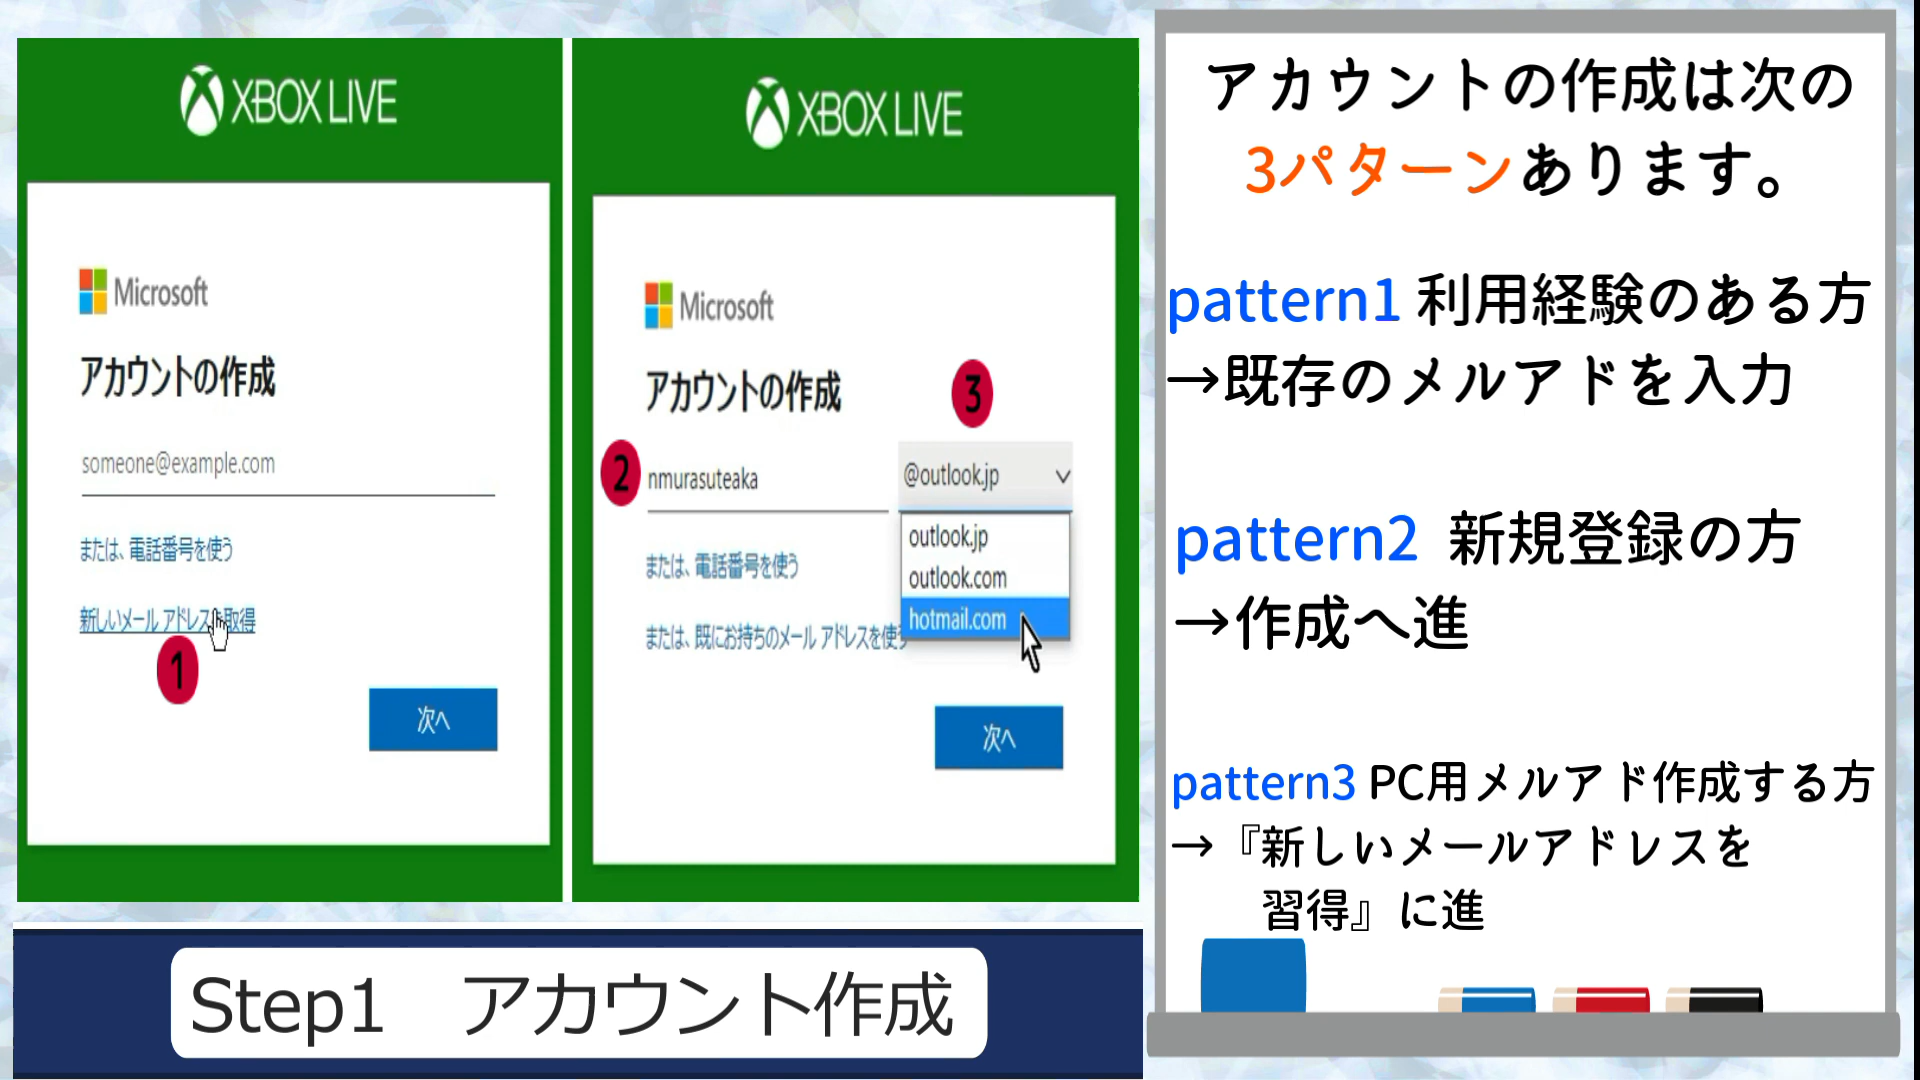 XBOX LIVE
Microsoft
アカウントの作成
someone@example.com
または、電話番号を使う
新しいメール アドレスを取得
1
次へ
XBOX LIVE
Microsoft
アカウントの作成
3
2
nmurasuteaka
@outlook.jp
outlook.jp
outlook.com
hotmail.com
または、電話番号を使う
または、既にお持ちのメール アドレスを使う
次へ
Step1 アカウント作成
アカウントの作成は次の
3パターンあります。
pattern1 利用経験のある方
→既存のメルアドを入力
pattern2 新規登録の方
→作成へ進
pattern3 PC用メルアド作成する方
→『新しいメールアドレスを
習得』に進